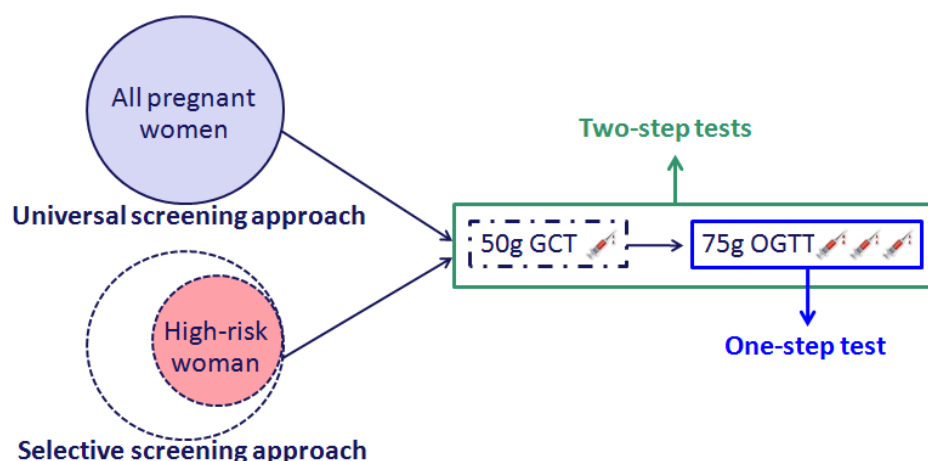 All pregnant
women
Universal screening approach
Two-step tests
50g GCT
75g OGTT
One-step test
High-risk
woman
Selective screening approach